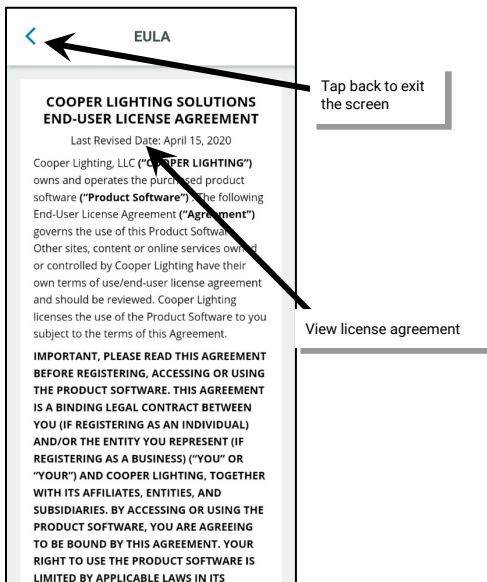 EULA
Tap back to exit
the screen
COOPER LIGHTING SOLUTIONS
END-USER LICENSE AGREEMENT
Last Revised Date: April 15, 2020
Cooper Lighting, LLC ("COOPER LIGHTING")
owns and operates the purchased product
software ("Product Software"). The following
End-User License Agreement ("Agreement")
governs the use of this Product Software.
Other sites, content or online services owned
or controlled by Cooper Lighting have their
own terms of use/end-user license agreement
and should be reviewed. Cooper Lighting
licenses the use of the Product Software to you
subject to the terms of this Agreement.
View license agreement
IMPORTANT, PLEASE READ THIS AGREEMENT
BEFORE REGISTERING, ACCESSING OR USING
THE PRODUCT SOFTWARE. THIS AGREEMENT
IS A BINDING LEGAL CONTRACT BETWEEN
YOU (IF REGISTERING AS AN INDIVIDUAL)
AND/OR THE ENTITY YOU REPRESENT (IF
REGISTERING AS A BUSINESS) ("YOU" OR
"YOUR") AND COOPER LIGHTING, TOGETHER
WITH ITS AFFILIATES, ENTITIES, AND
SUBSIDIARIES. BY ACCESSING OR USING THE
PRODUCT SOFTWARE, YOU ARE AGREEING
TO BE BOUND BY THIS AGREEMENT. YOUR
RIGHT TO USE THE PRODUCT SOFTWARE IS
LIMITED BY APPLICABLE LAWS IN ITS